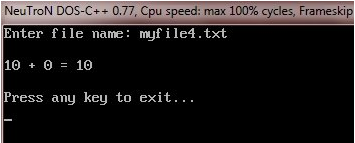 NeuTroN DOS-C++ 0.77, Cpu speed: max 100% cycles, Frameskip
Enter file name: myfile4.txt
10 + 0 = 10
Press any key to exit...
_